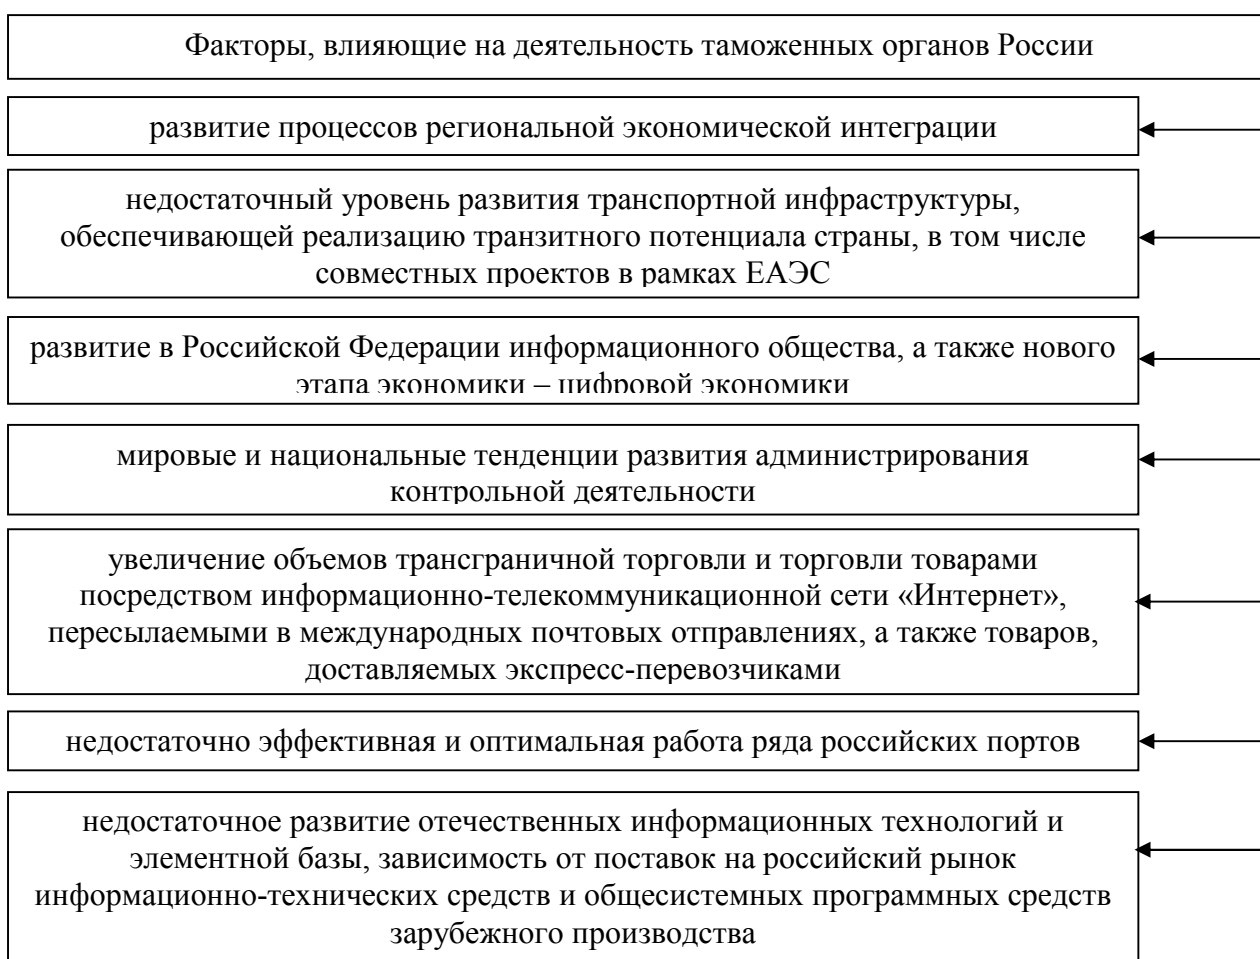 Факторы, влияющие на деятельность таможенных органов России
развитие процессов региональной экономической интеграции
недостаточный уровень развития транспортной инфраструктуры,
обеспечивающей реализацию транзитного потенциала страны, в том числе
совместных проектов в рамках ЕАЭС
развитие в Российской Федерации информационного общества, а также нового
этапа экономики – цифровой экономики
мировые и национальные тенденции развития администрирования
контрольной деятельности
увеличение объемов трансграничной торговли и торговли товарами
посредством информационно-телекоммуникационной сети «Интернет»,
пересылаемыми в международных почтовых отправлениях, а также товаров,
доставляемых экспресс-перевозчиками
недостаточно эффективная и оптимальная работа ряда российских портов
недостаточное развитие отечественных информационных технологий и
элементной базы, зависимость от поставок на российский рынок
информационно-технических средств и общесистемных программных средств
зарубежного производства